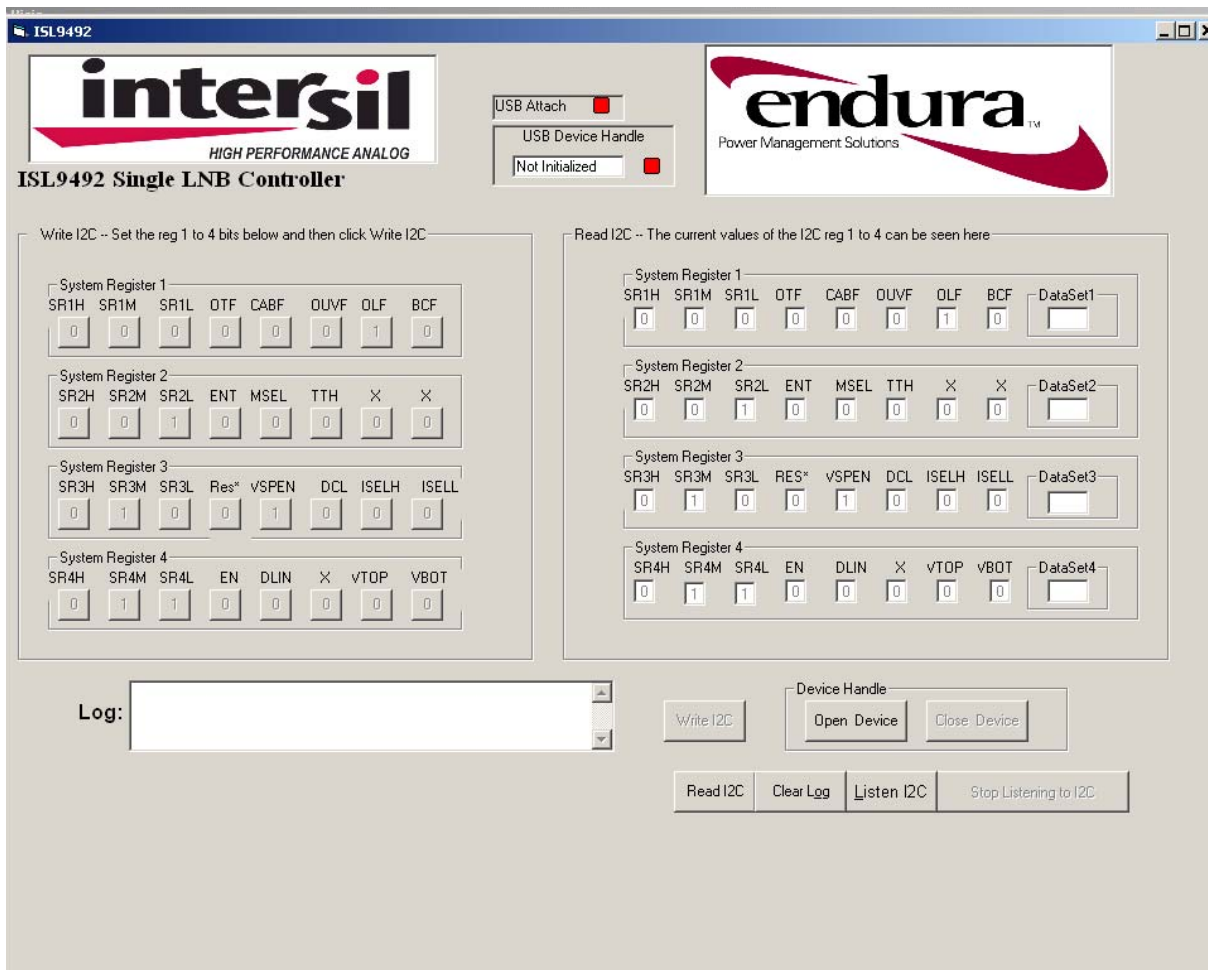 ISL9492
intersil
HIGH PERFORMANCE ANALOG
ISL9492 Single LNB Controller
USB Attach
USB Device Handle
Not Initialized
endura TM
Power Management Solutions
Write I2C -- Set the reg 1 to 4 bits below and then click Write I2C
System Register 1
SR1H SR1M SR1L OTF CABF OUVF OLF BCF
0 0 0 0 0 0 1 0
System Register 2
SR2H SR2M SR2L ENT MSEL TTH X X
0 0 1 0 0 0 0 0
System Register 3
SR3H SR3M SR3L Res* VSPEN DCL ISELH ISELL
0 1 0 0 1 0 0 0
System Register 4
SR4H SR4M SR4L EN DLIN X VTOP VBOT
0 1 1 0 0 0 0 0
Read I2C -- The current values of the I2C reg 1 to 4 can be seen here
System Register 1
SR1H SR1M SR1L OTF CABF OUVF OLF BCF DataSet1
0 0 0 0 0 0 1 0
System Register 2
SR2H SR2M SR2L ENT MSEL TTH X X DataSet2
0 0 1 0 0 0 0 0
System Register 3
SR3H SR3M SR3L RES* VSPEN DCL ISELH ISELL DataSet3
0 1 0 0 1 0 0 0
System Register 4
SR4H SR4M SR4L EN DLIN X VTOP VBOT DataSet4
0 1 1 0 0 0 0 0
Log:
Write I2C
Device Handle
Open Device Close Device
Read I2C Clear Log Listen I2C Stop Listening to I2C